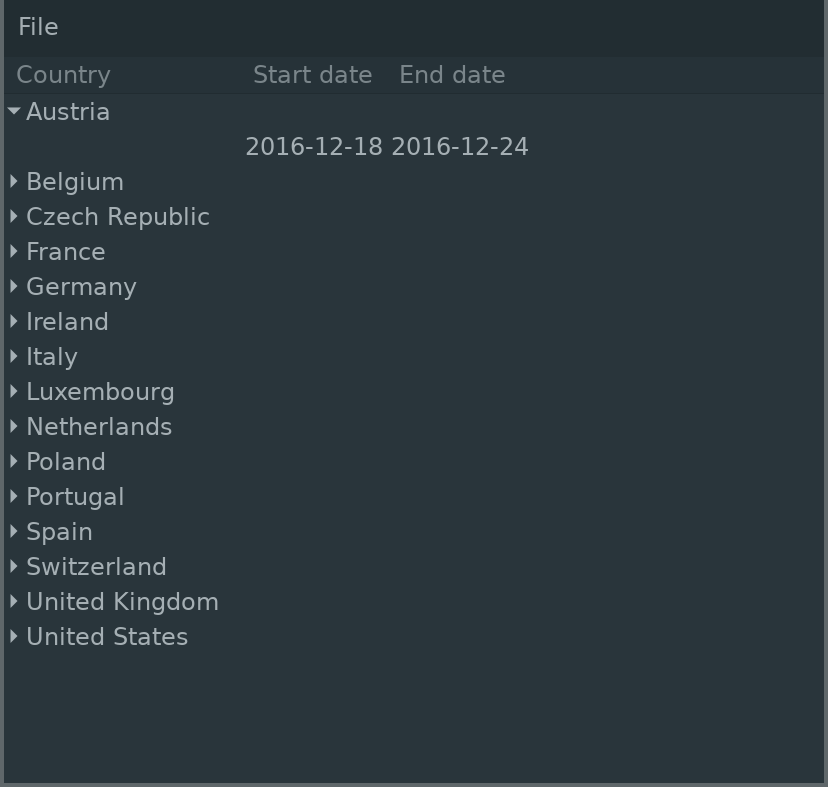 File
Country Start date End date
Austria
2016-12-18 2016-12-24
Belgium
Czech Republic
France
Germany
Ireland
Italy
Luxembourg
Netherlands
Poland
Portugal
Spain
Switzerland
United Kingdom
United States